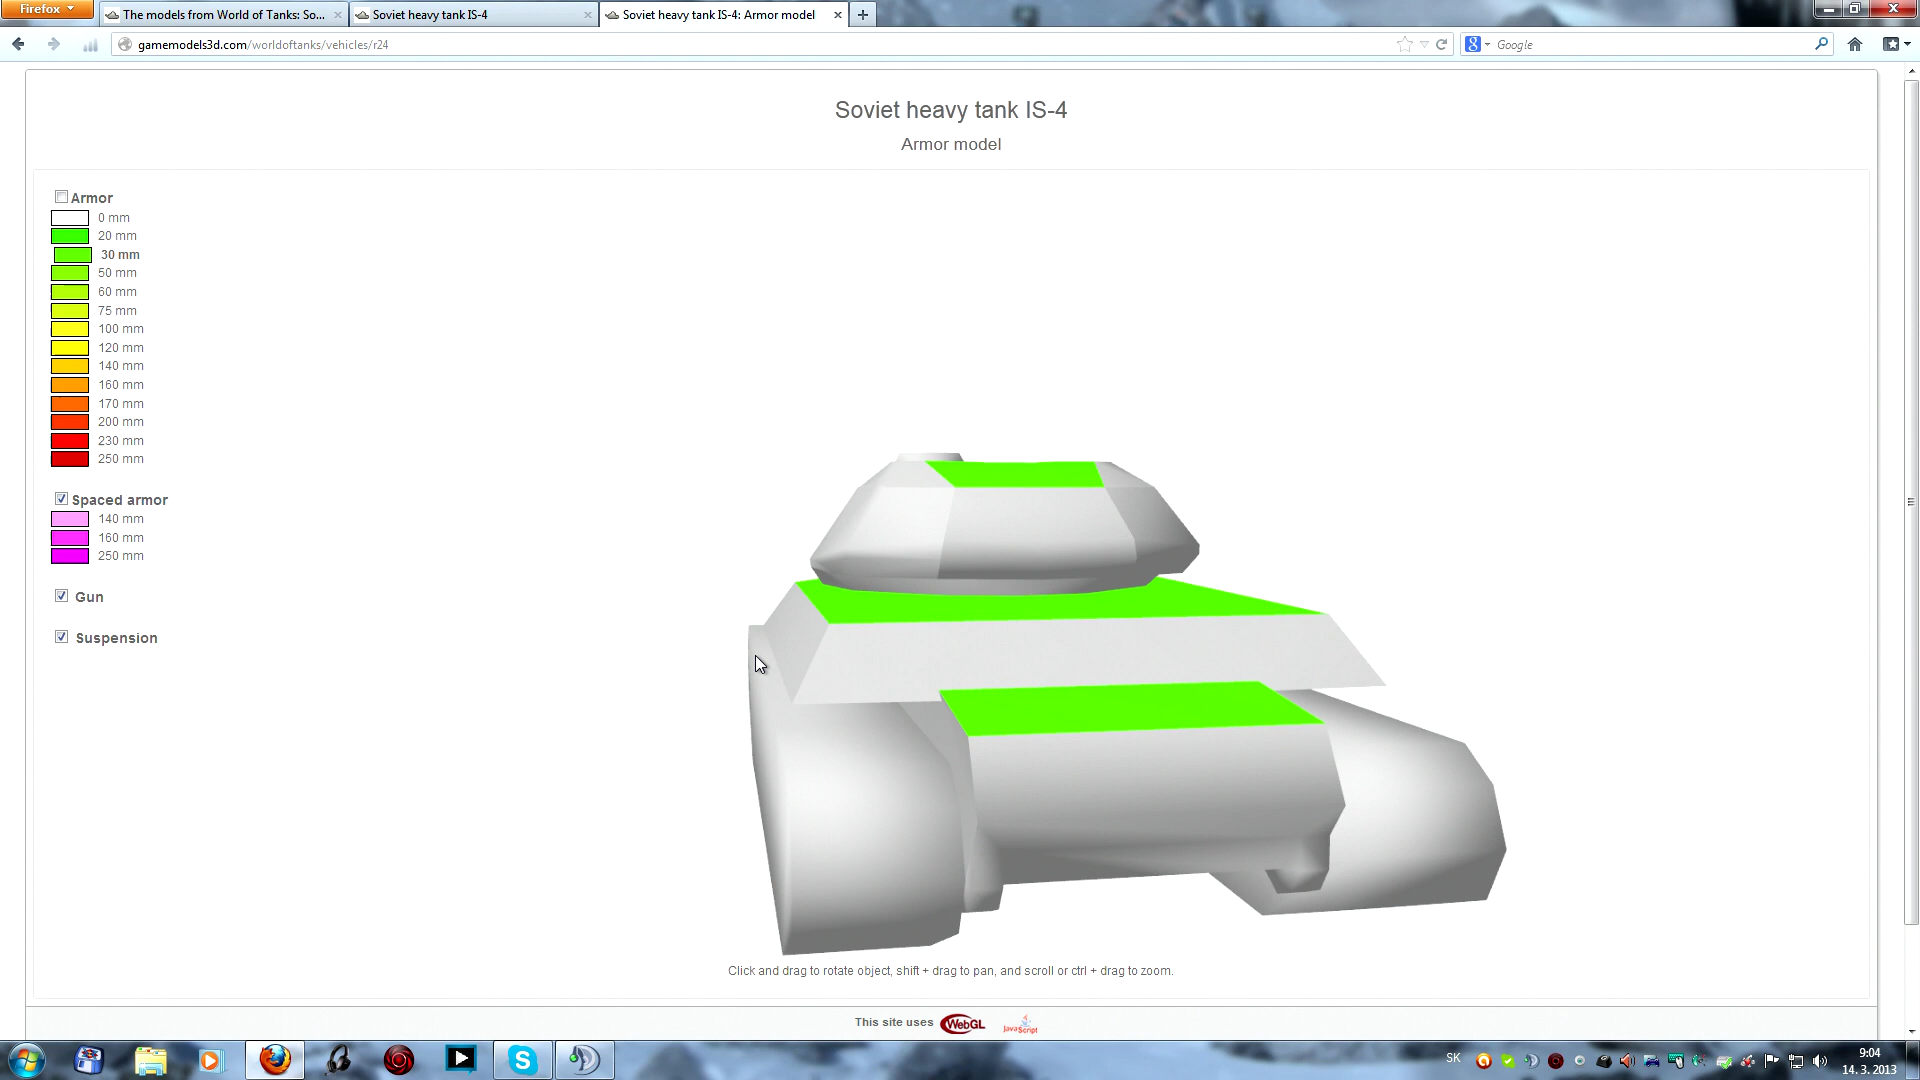 Firefox
The models from World of Tanks: So...
Soviet heavy tank IS-4
Soviet heavy tank IS-4: Armor model
gamemodels3d.com/worldoftanks/vehicles/r24
Google
Soviet heavy tank IS-4
Armor model
Armor
0 mm
20 mm
30 mm
50 mm
60 mm
75 mm
100 mm
120 mm
140 mm
160 mm
170 mm
200 mm
230 mm
250 mm
Spaced armor
140 mm
160 mm
250 mm
Gun
Suspension
Click and drag to rotate object, shift + drag to pan, and scroll or ctrl + drag to zoom.
This site uses WebGL JavaScript
SK
9:04
14. 3. 2013